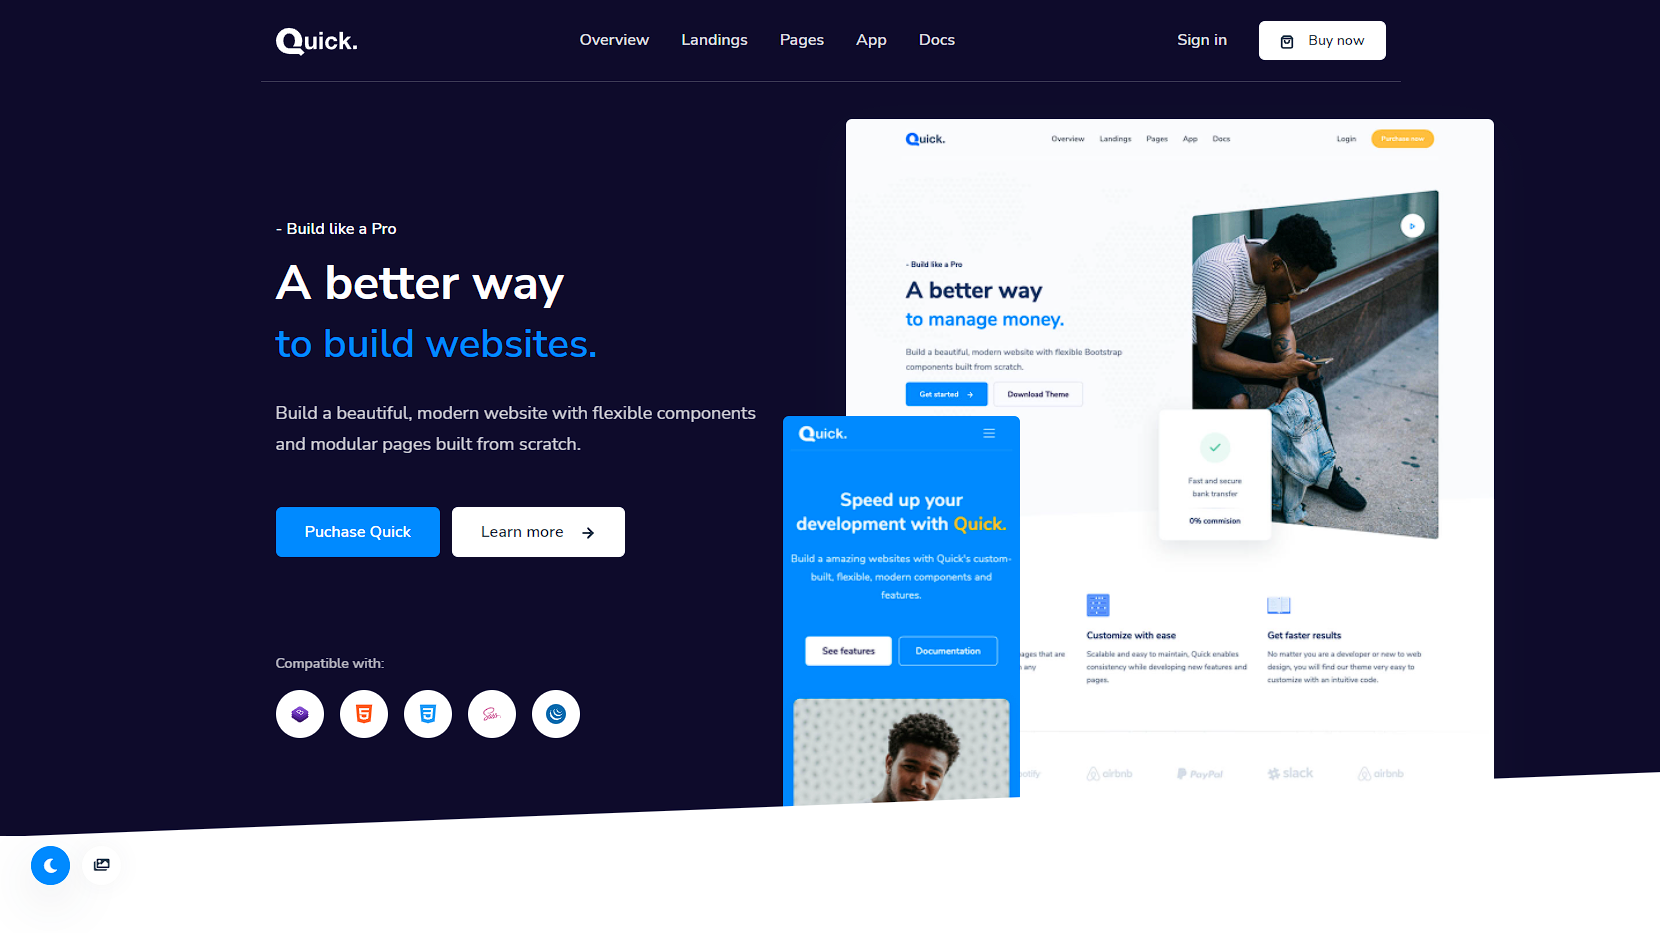 Quick.
Overview Landings Pages App Docs
Sign in
Buy now
- Build like a Pro
A better way
to build websites.
Build a beautiful, modern website with flexible components
and modular pages built from scratch.
Puchase Quick
Learn more
Compatible with:
Quick.
Overview Landings Pages App Docs
Login
Purchase now
- Build like a Pro
A better way
to manage money.
Build a beautiful, modern website with flexible Bootstrap
components built from scratch.
Get started
Download Theme
Fast and secure
bank transfer
0% commision
Quick.
Speed up your
development with Quick.
Build a amazing websites with Quick's custom-
built, flexible, modern components and
features.
See features
Documentation
ages that are
any
Customize with ease
Scalable and easy to maintain, Quick enables
consistency while developing new features and
pages.
Get faster results
No matter you are a developer or new to web
design, you will find our theme very easy to
customize with an intuitive code.
otify
airbnb
PayPal
slack
airbnb
Sass